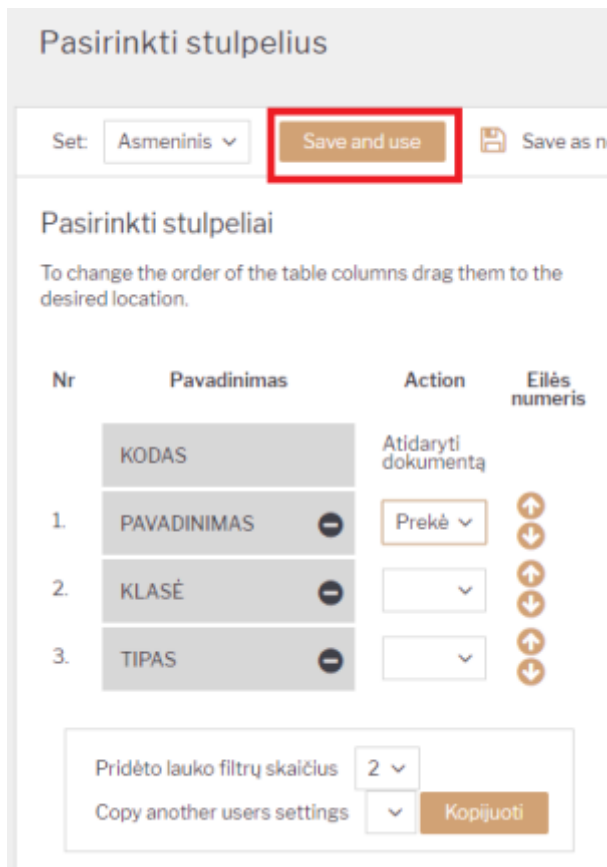 Pasirinkti stulpelius
Set: Asmeninis Save and use Save as n
Pasirinkti stulpeliai
To change the order of the table columns drag them to the
desired location.
Nr Pavadinimas Action Eilės
numeris
KODAS Atidaryti
dokumentą
1. PAVADINIMAS Prekė
2. KLASĖ
3. TIPAS
Pridėto lauko filtrų skaičius 2
Copy another users settings Kopijuoti